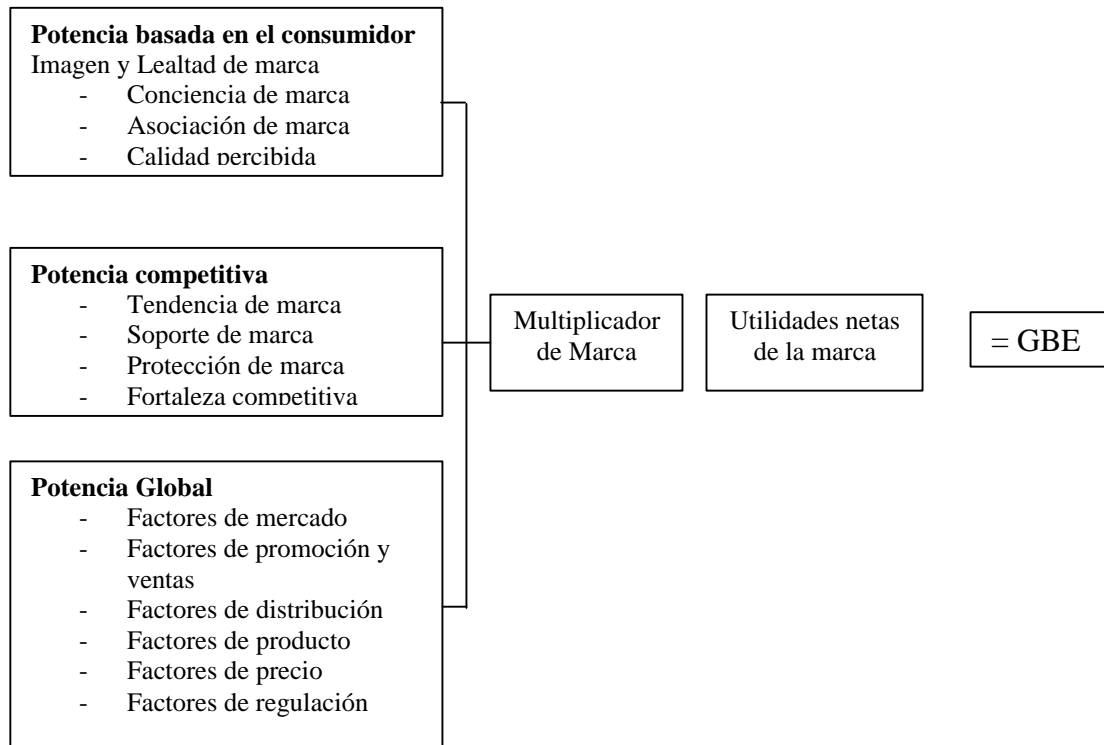 Potencia basada en el consumidor
Imagen y Lealtad de marca
- Conciencia de marca
- Asociación de marca
- Calidad percibida
Potencia competitiva
- Tendencia de marca
- Soporte de marca
- Protección de marca
- Fortaleza competitiva
Multiplicador
de Marca
Utilidades netas
de la marca
= GBE
Potencia Global
- Factores de mercado
- Factores de promoción y
ventas
- Factores de distribución
- Factores de producto
- Factores de precio
- Factores de regulación